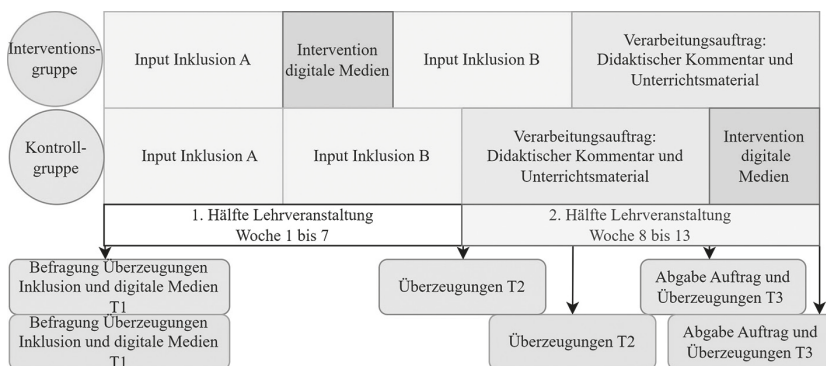 Interventions-
gruppe
Input Inklusion A
Intervention
digitale Medien
Input Inklusion B
Verarbeitungsauftrag:
Didaktischer Kommentar und
Unterrichtsmaterial
Kontroll-
gruppe
Input Inklusion A
Input Inklusion B
Verarbeitungsauftrag:
Didaktischer Kommentar und
Unterrichtsmaterial
Intervention
digitale
Medien
1. Hälfte Lehrveranstaltung
Woche 1 bis 7
2. Hälfte Lehrveranstaltung
Woche 8 bis 13
Befragung Überzeugungen
Inklusion und digitale Medien
T1
Überzeugungen T2
Abgabe Auftrag und
Überzeugungen T3
Befragung Überzeugungen
Inklusion und digitale Medien
T1
Überzeugungen T2
Abgabe Auftrag und
Überzeugungen T3